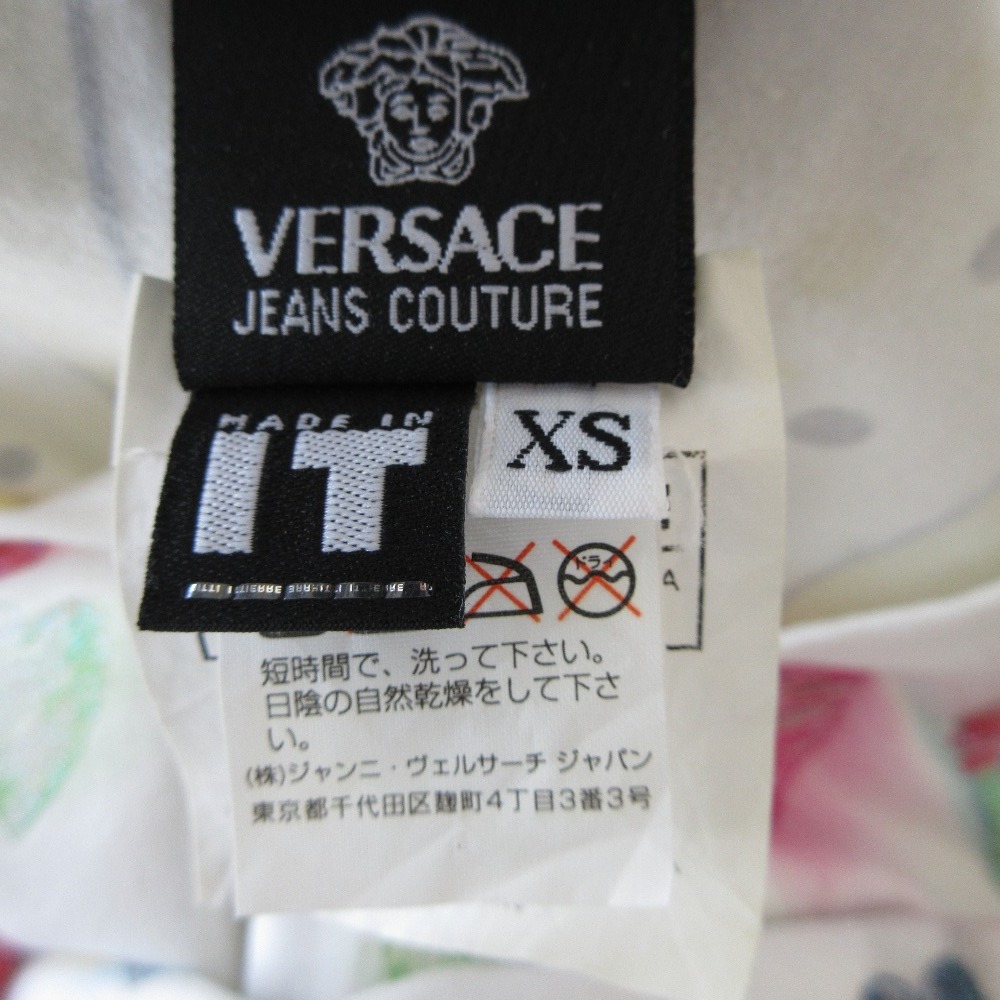 VERSACE
JEANS COUTURE
MADE IN
IT
XS
ドライ
A
短時間で、洗って下さい。
日陰の自然乾燥をして下さ
い。
(株)ジャンニ・ヴェルサーチ ジャパン
東京都千代田区麹町4丁目3番3号